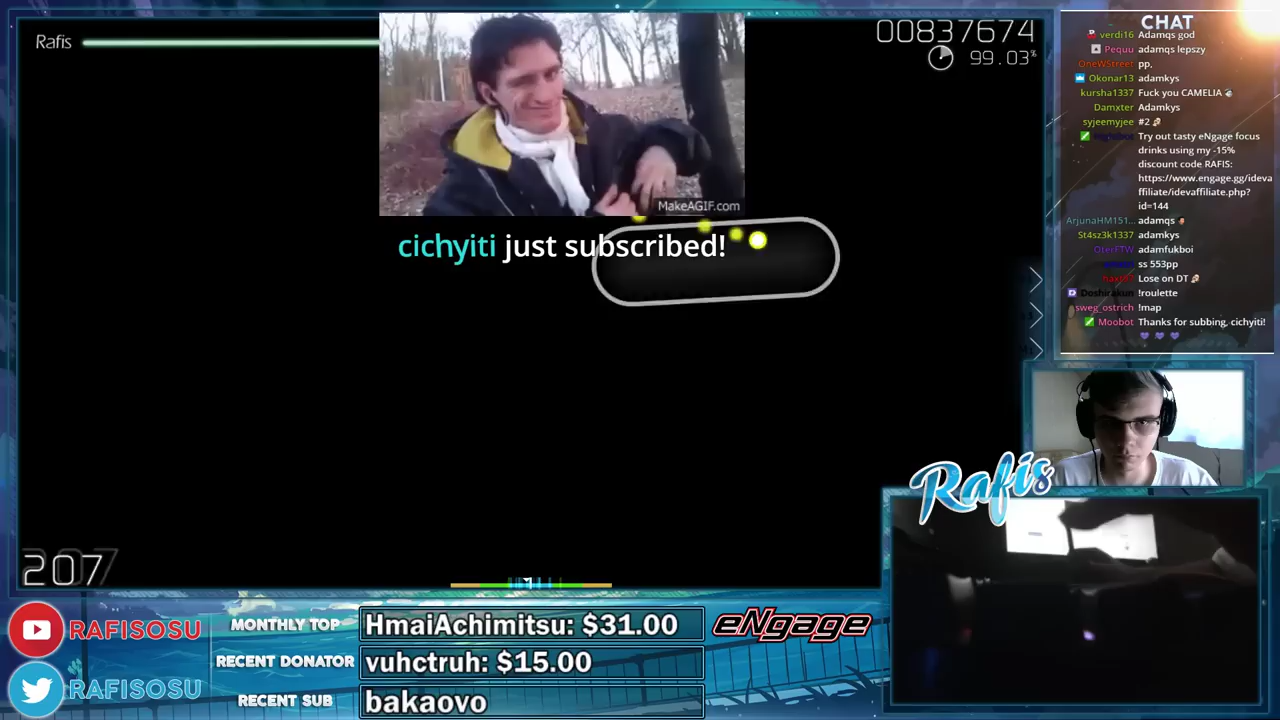 Rafis
00837674
99.03%
MakeAGIF.com
cichyiti just subscribed!
207
CHAT
verdi16 Adamqs god
Pequu adamqs lepszy
OneWStreet pp,
Okonar13 adamkys
kursha1337 Fuck you CAMELIA
Damxter Adamkys
syjeemyjee #2
Try out tasty eNgage focus
drinks using my -15%
discount code RAFIS:
https://www.engage.gg/ideva
ffiliate/idevaffiliate.php?
id=144
ArjunaHM151... adamqs
St4sz3k1337 adamkys
OterFTW adamfukboi
ss 553pp
Lose on DT
Doshirakun !roulette
sweg_ostrich !map
Moobot Thanks for subbing, cichyiti!
Rafis
RAFISOSU
RAFISOSU
MONTHLY TOP HmaiAchimitsu: $31.00
RECENT DONATOR vuhctruh: $15.00
RECENT SUB bakaovo
eNgage